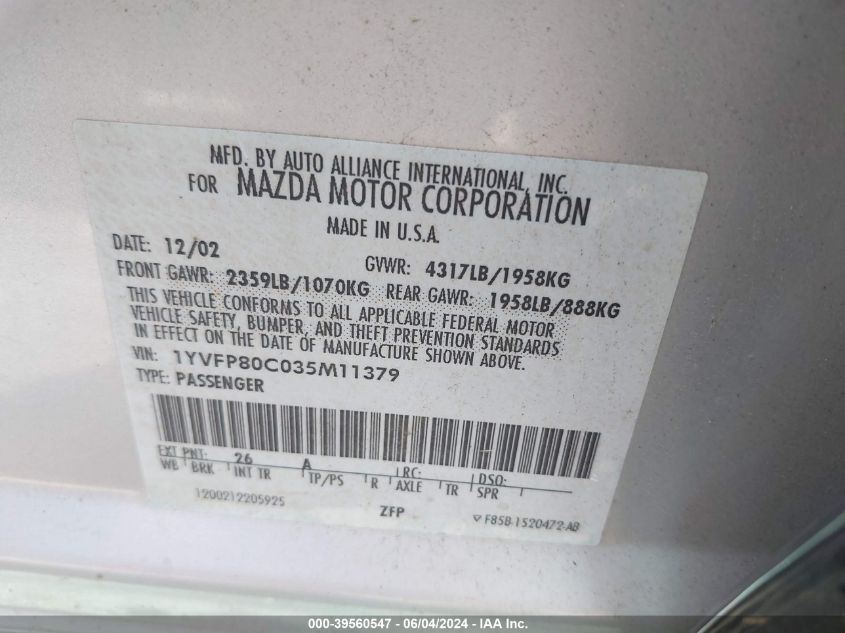 MFD. BY AUTO ALLIANCE INTERNATIONAL, INC.
FOR MAZDA MOTOR CORPORATION
MADE IN U.S.A.
DATE: 12/02 GVWR: 4317LB/1958KG
FRONT GAWR: 2359LB/1070KG REAR GAWR: 1958LB/888KG
THIS VEHICLE CONFORMS TO ALL APPLICABLE FEDERAL MOTOR
VEHICLE SAFETY, BUMPER, AND THEFT PREVENTION STANDARDS
IN EFFECT ON THE DATE OF MANUFACTURE SHOWN ABOVE.
VIN: 1YVFP80C035M11379
TYPE: PASSENGER
EXT PNT: 26 A RC: DSO:
WB BRK INT TR TP/PS R AXLE TR SPR
1200212205925 ZFP F85B-1520472-AB
000-39560547 - 06/04/2024 - IAA Inc.